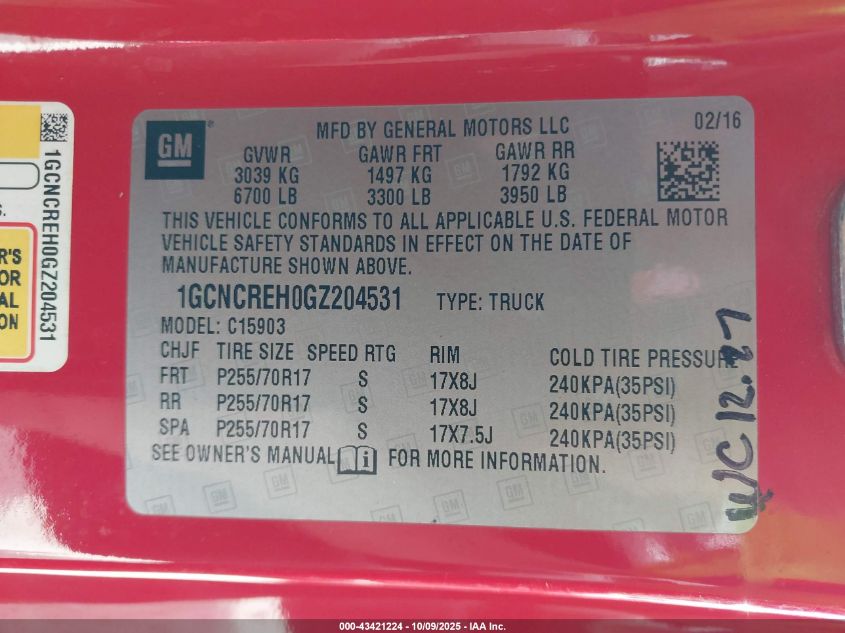 GM
MFD BY GENERAL MOTORS LLC
02/16
GVWR GAWR FRT GAWR RR
3039 KG 1497 KG 1792 KG
6700 LB 3300 LB 3950 LB
THIS VEHICLE CONFORMS TO ALL APPLICABLE U.S. FEDERAL MOTOR
VEHICLE SAFETY STANDARDS IN EFFECT ON THE DATE OF
MANUFACTURE SHOWN ABOVE.
1GCNCREH0GZ204531 TYPE: TRUCK
MODEL: C15903
CHJF TIRE SIZE SPEED RTG RIM COLD TIRE PRESSURE
FRT P255/70R17 S 17X8J 240KPA(35PSI)
RR P255/70R17 S 17X8J 240KPA(35PSI)
SPA P255/70R17 S 17X7.5J 240KPA(35PSI)
SEE OWNER'S MANUAL i FOR MORE INFORMATION.
WC 12.27
1GCNCREH0GZ204531
S.
R'S
OR
AL
ON
000-43421224 - 10/09/2025 - IAA Inc.